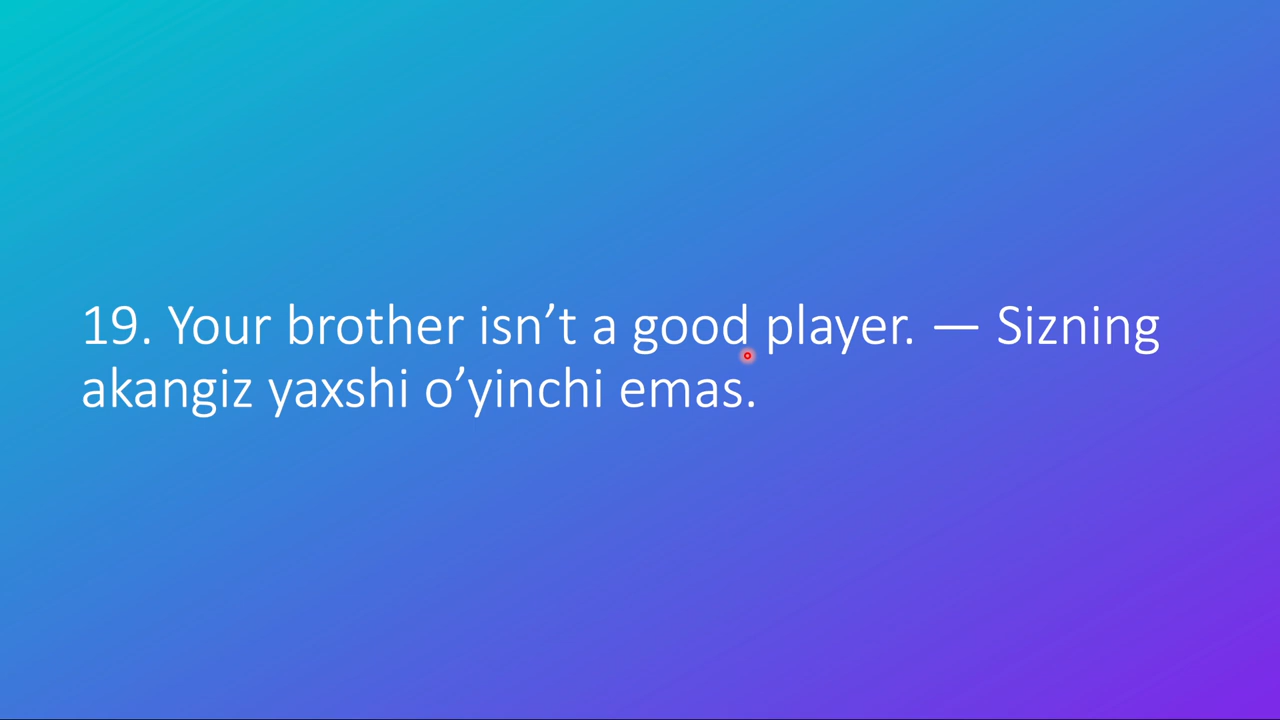 19. Your brother isn’t a good player. — Sizning
akangiz yaxshi o’yinchi emas.